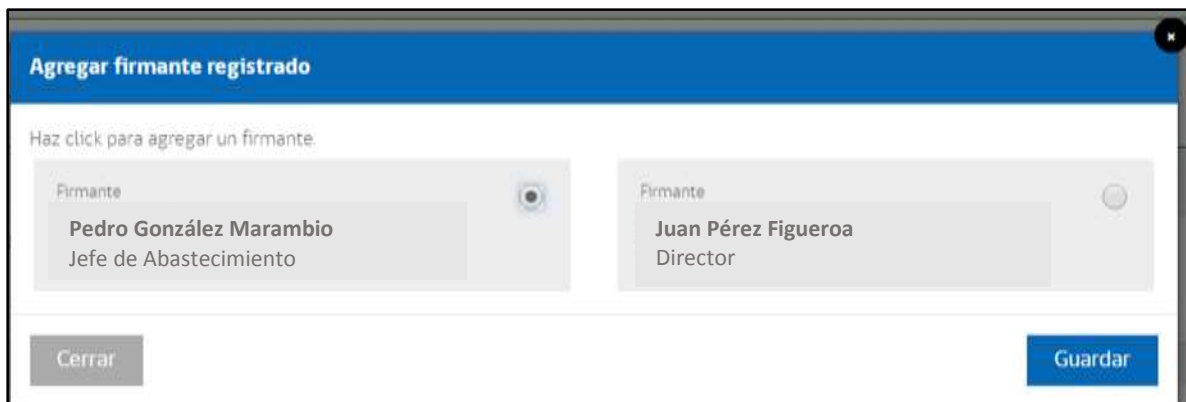 Agregar firmante registrado
Haz click para agregar un firmante.
Firmante
Pedro González Marambio
Jefe de Abastecimiento
Firmante
Juan Pérez Figueroa
Director
Cerrar
Guardar